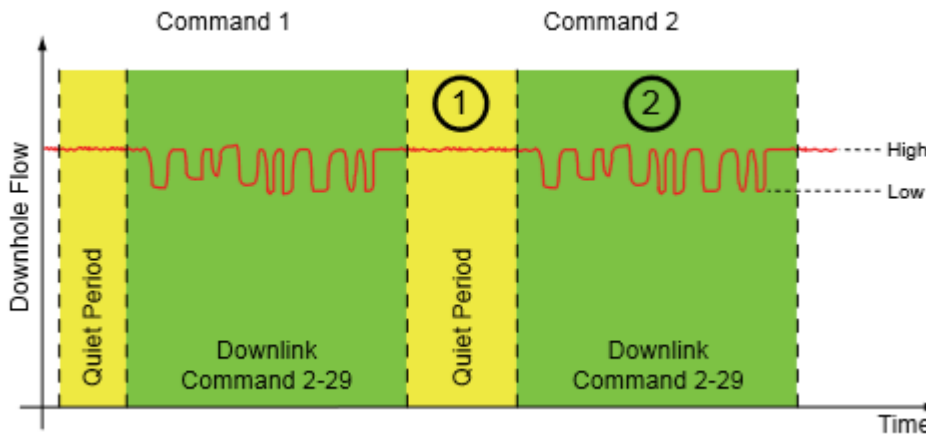 Command 1
Command 2
1
2
High
Low
Downhole Flow
Quiet Period
Downlink
Command 2-29
Quiet Period
Downlink
Command 2-29
Time